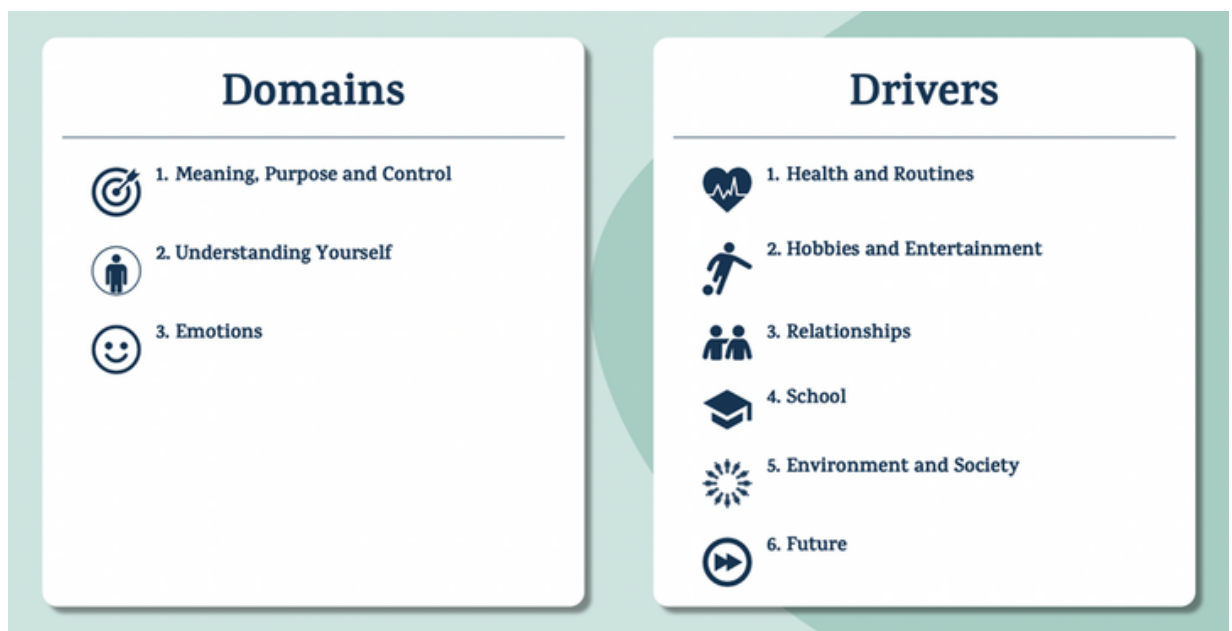 Domains
1. Meaning, Purpose and Control
2. Understanding Yourself
3. Emotions
Drivers
1. Health and Routines
2. Hobbies and Entertainment
3. Relationships
4. School
5. Environment and Society
6. Future